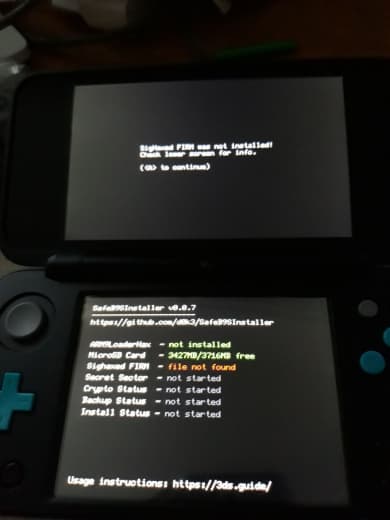 SigHaxed FIRM was not installed!
Check lower screen for info.
(<A> to continue)
SafeB9SInstaller v0.0.7
https://github.com/d0k3/SafeB9SInstaller
ARM9LoaderHax - not installed
MicroSD Card - 3427MB/3716MB free
Sighaxed FIRM - file not found
Secret Sector - not started
Crypto Status - not started
Backup Status - not started
Install Status - not started
Usage instructions: https://3ds.guide/